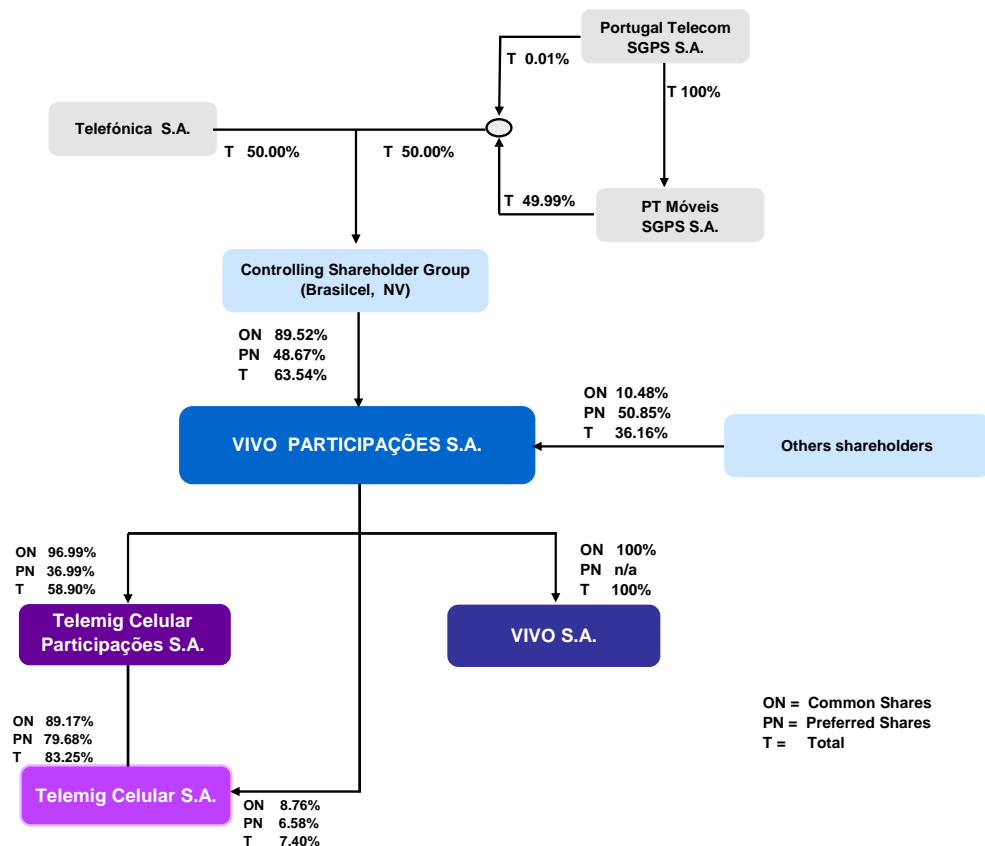 Portugal Telecom
SGPS S.A.
T 0.01%
T 100%
Telefónica S.A.
T 50.00%
T 50.00%
T 49.99%
PT Móveis
SGPS S.A.
Controlling Shareholder Group
(Brasilcel, NV)
ON 89.52%
PN 48.67%
T 63.54%
ON 10.48%
PN 50.85%
T 36.16%
VIVO PARTICIPAÇÕES S.A.
Others shareholders
ON 96.99%
PN 36.99%
T 58.90%
ON 100%
PN n/a
T 100%
Telemig Celular
Participações S.A.
VIVO S.A.
ON 89.17%
PN 79.68%
T 83.25%
ON = Common Shares
PN = Preferred Shares
T = Total
Telemig Celular S.A.
ON 8.76%
PN 6.58%
T 7.40%